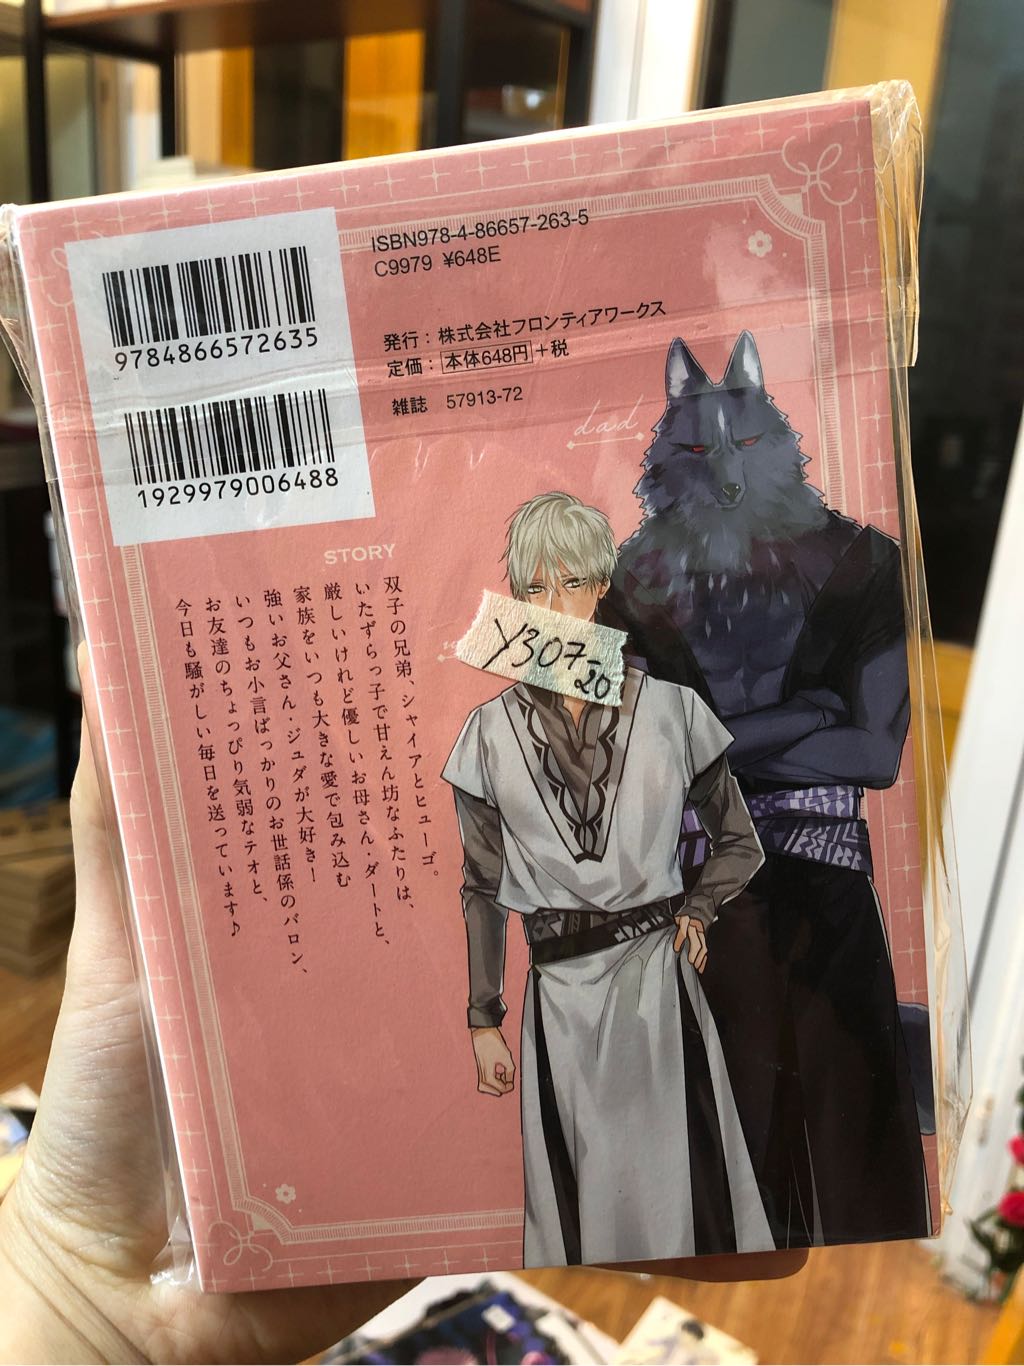 ISBN978-4-86657-263-5
C9979 ¥648E
9784866572635
発行：株式会社フロンティアワークス
定価：本体648円+税
雑誌 57913-72
1929979006488
dad
STORY
双子の兄弟、シャイアとヒューゴ。
いたずらっ子で甘えん坊なふたりは、
厳しいけれど優しいお母さん・ダートと、
家族をいつも大きな愛で包み込む
強いお父さん・ジュダが大好き！
いつもお小言ばっかりのお世話係のバロン、
お友達のちょっぴり気弱なテオと、
今日も騒がしい毎日を送っています♪
Y307-20